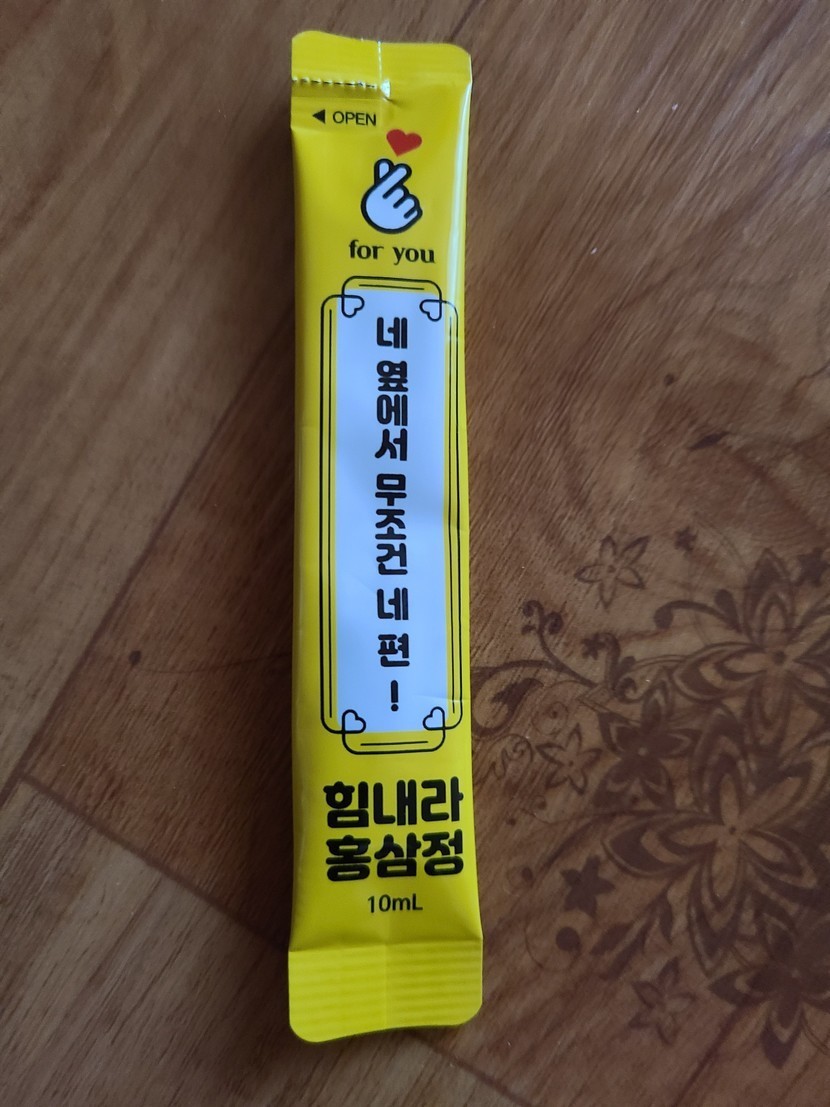 ◀ OPEN
for you
네 옆에서 무조건 네 편!
힘내라
홍삼정
10mL